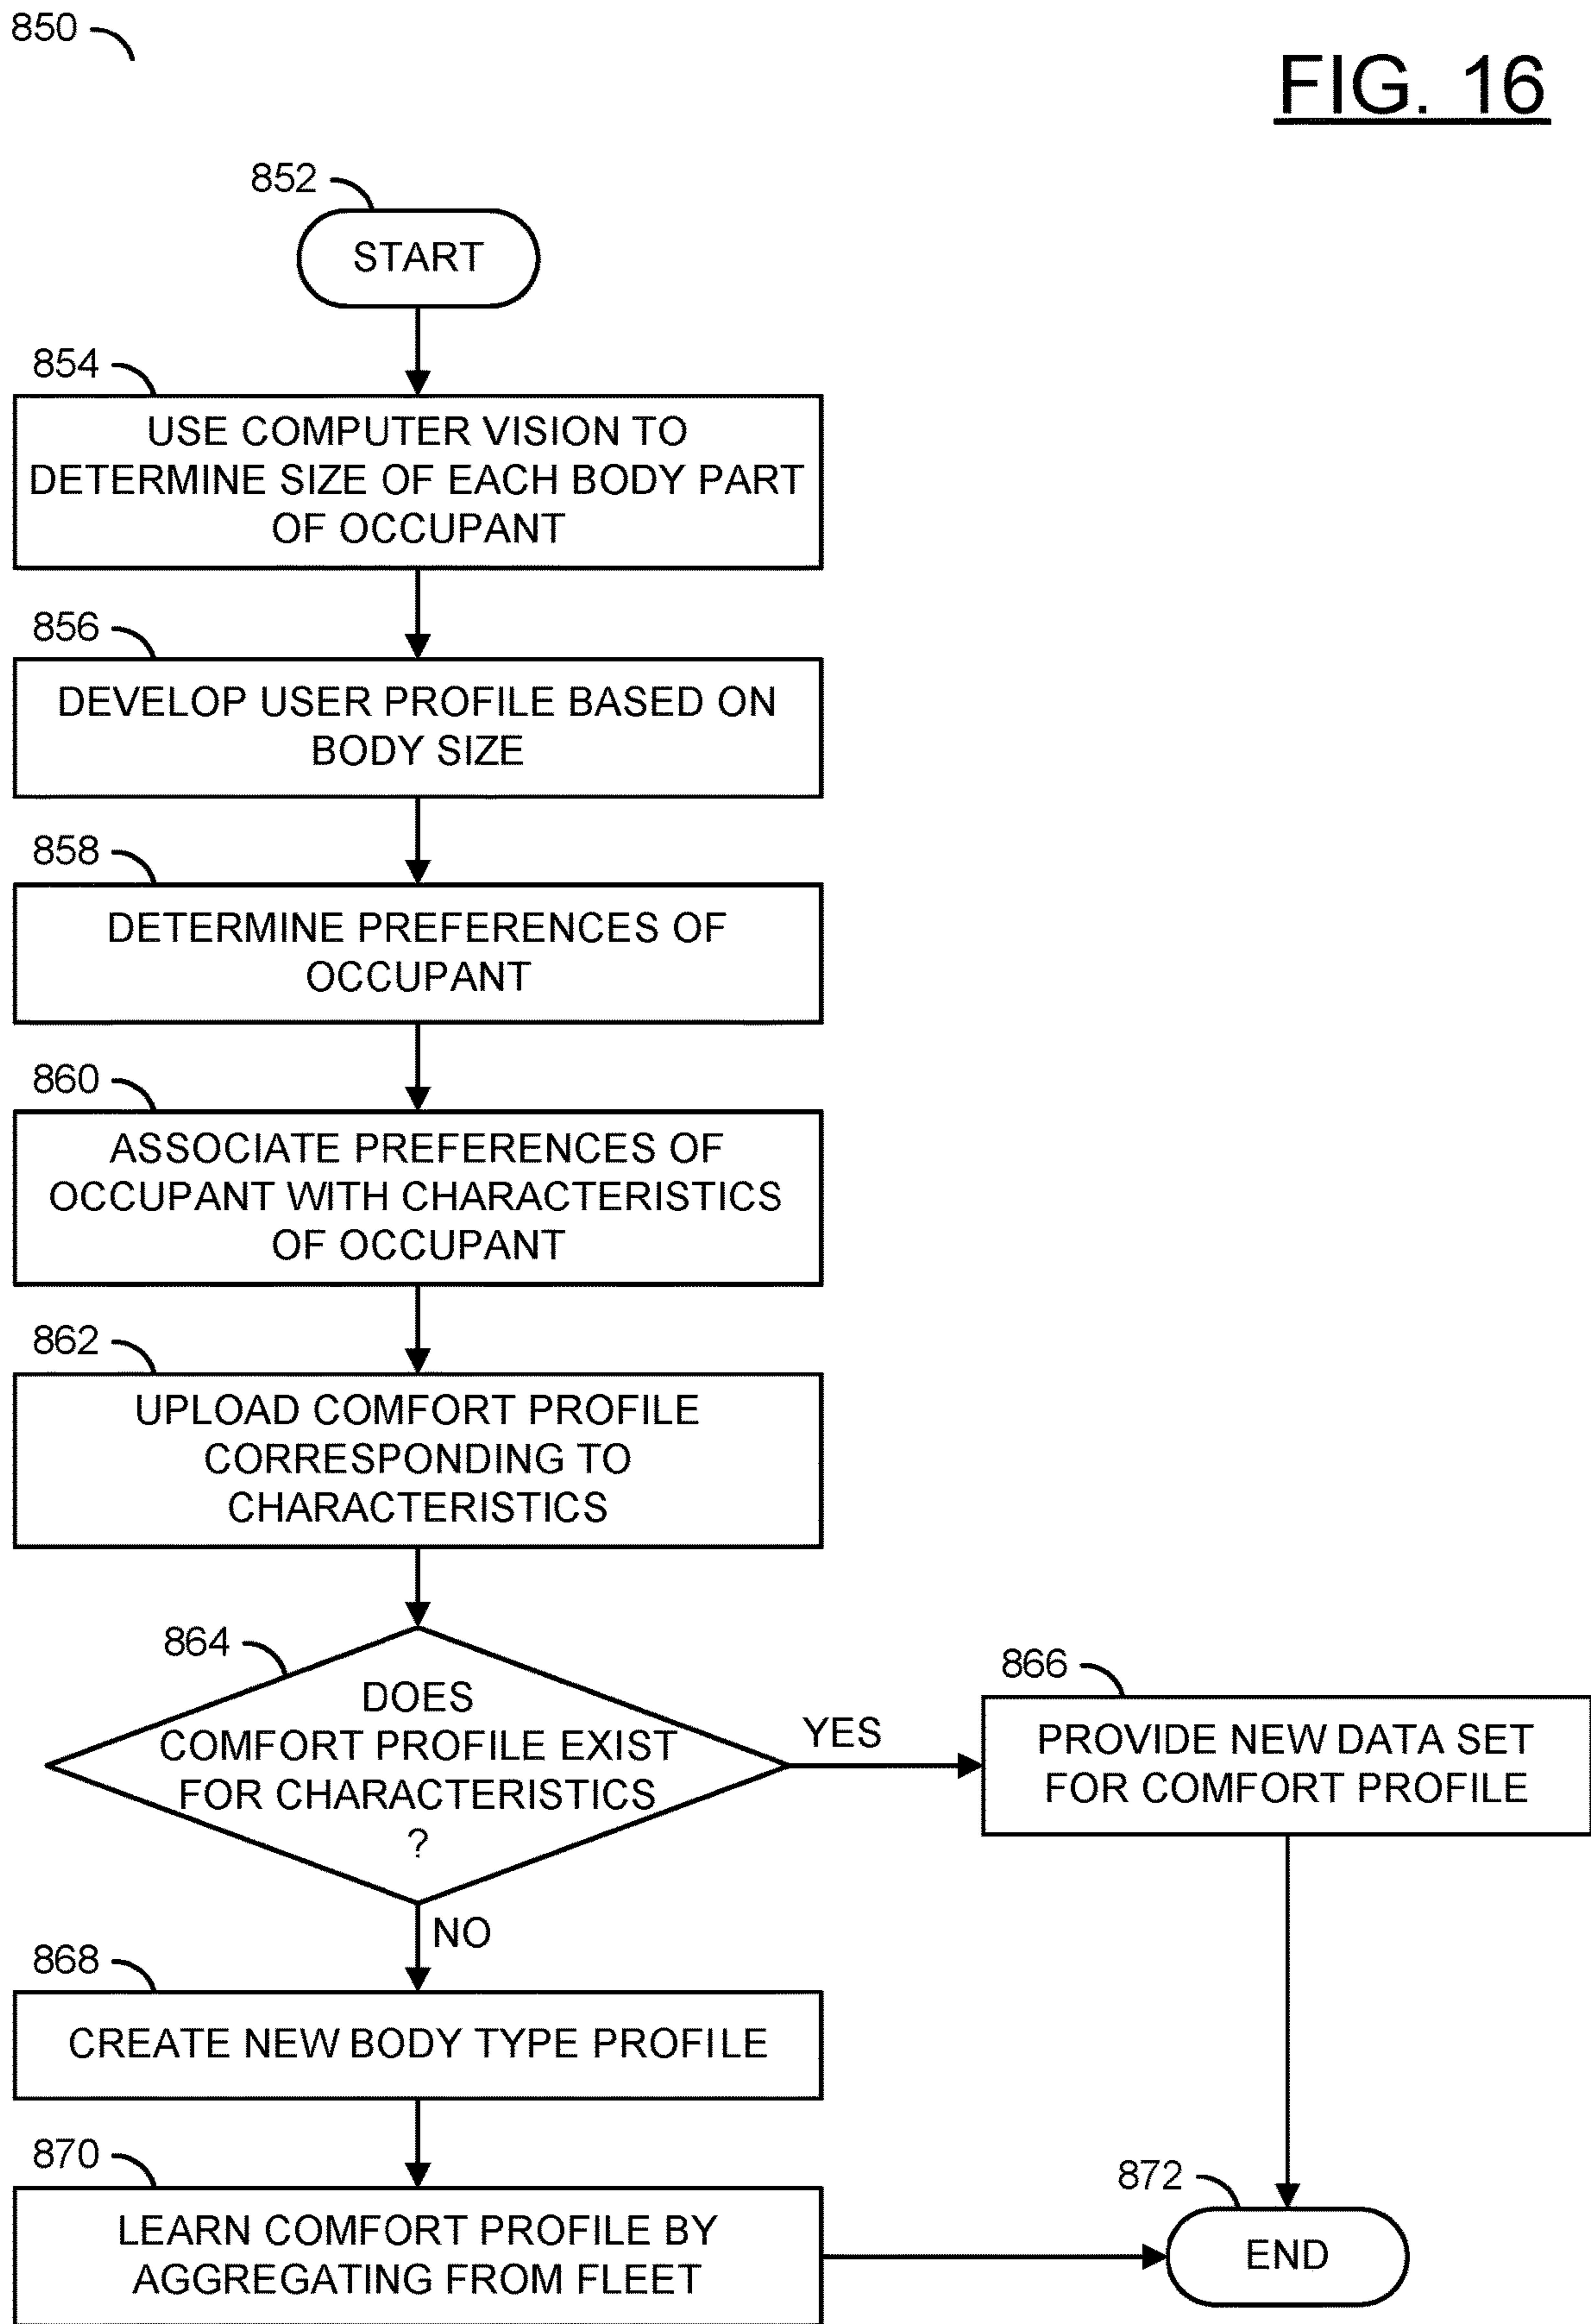 850
FIG. 16
852
START
854
USE COMPUTER VISION TO
DETERMINE SIZE OF EACH BODY PART
OF OCCUPANT
856
DEVELOP USER PROFILE BASED ON
BODY SIZE
858
DETERMINE PREFERENCES OF
OCCUPANT
860
ASSOCIATE PREFERENCES OF
OCCUPANT WITH CHARACTERISTICS
OF OCCUPANT
862
UPLOAD COMFORT PROFILE
CORRESPONDING TO
CHARACTERISTICS
864
DOES
COMFORT PROFILE EXIST
FOR CHARACTERISTICS
?
YES
866
PROVIDE NEW DATA SET
FOR COMFORT PROFILE
NO
868
CREATE NEW BODY TYPE PROFILE
870
LEARN COMFORT PROFILE BY
AGGREGATING FROM FLEET
872
END